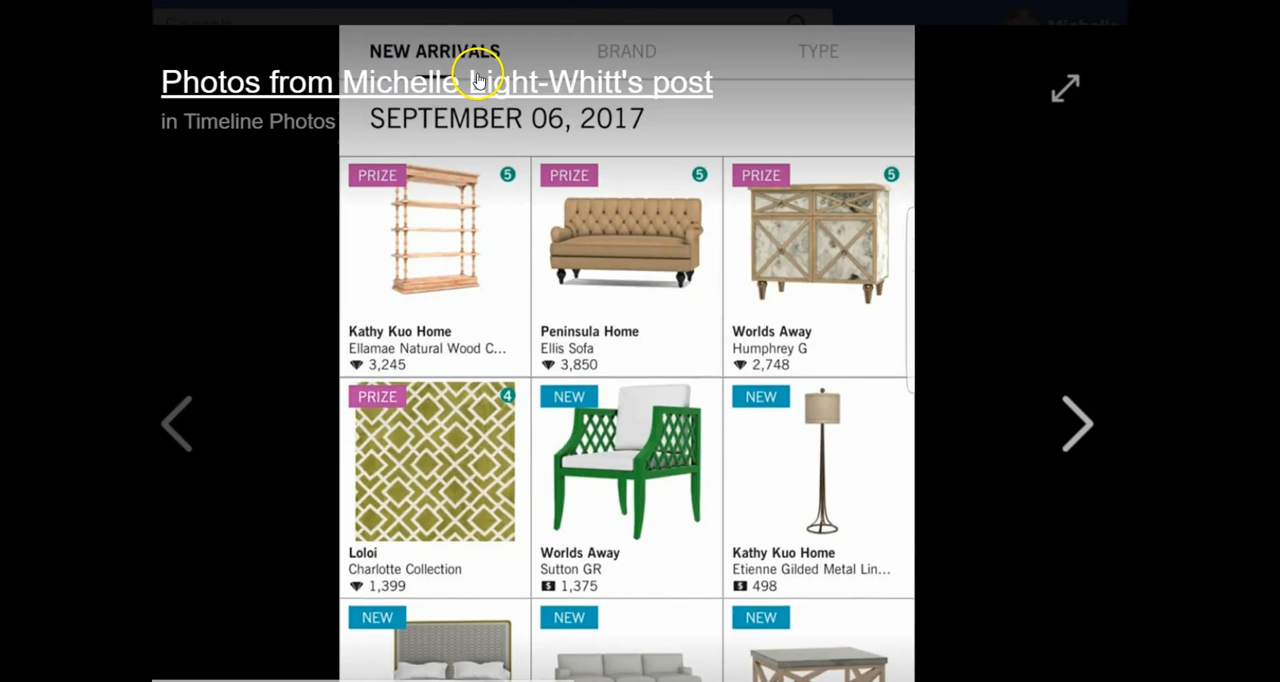 Search
Michelle
NEW ARRIVALS
BRAND
TYPE
Photos from Michelle Light-Whitt's post
in Timeline Photos
SEPTEMBER 06, 2017
PRIZE
5
PRIZE
5
PRIZE
5
Kathy Kuo Home
Ellamae Natural Wood C...
3,245
Peninsula Home
Ellis Sofa
3,850
Worlds Away
Humphrey G
2,748
PRIZE
4
NEW
NEW
Loloi
Charlotte Collection
1,399
Worlds Away
Sutton GR
$ 1,375
Kathy Kuo Home
Etienne Gilded Metal Lin...
$ 498
NEW
NEW
NEW